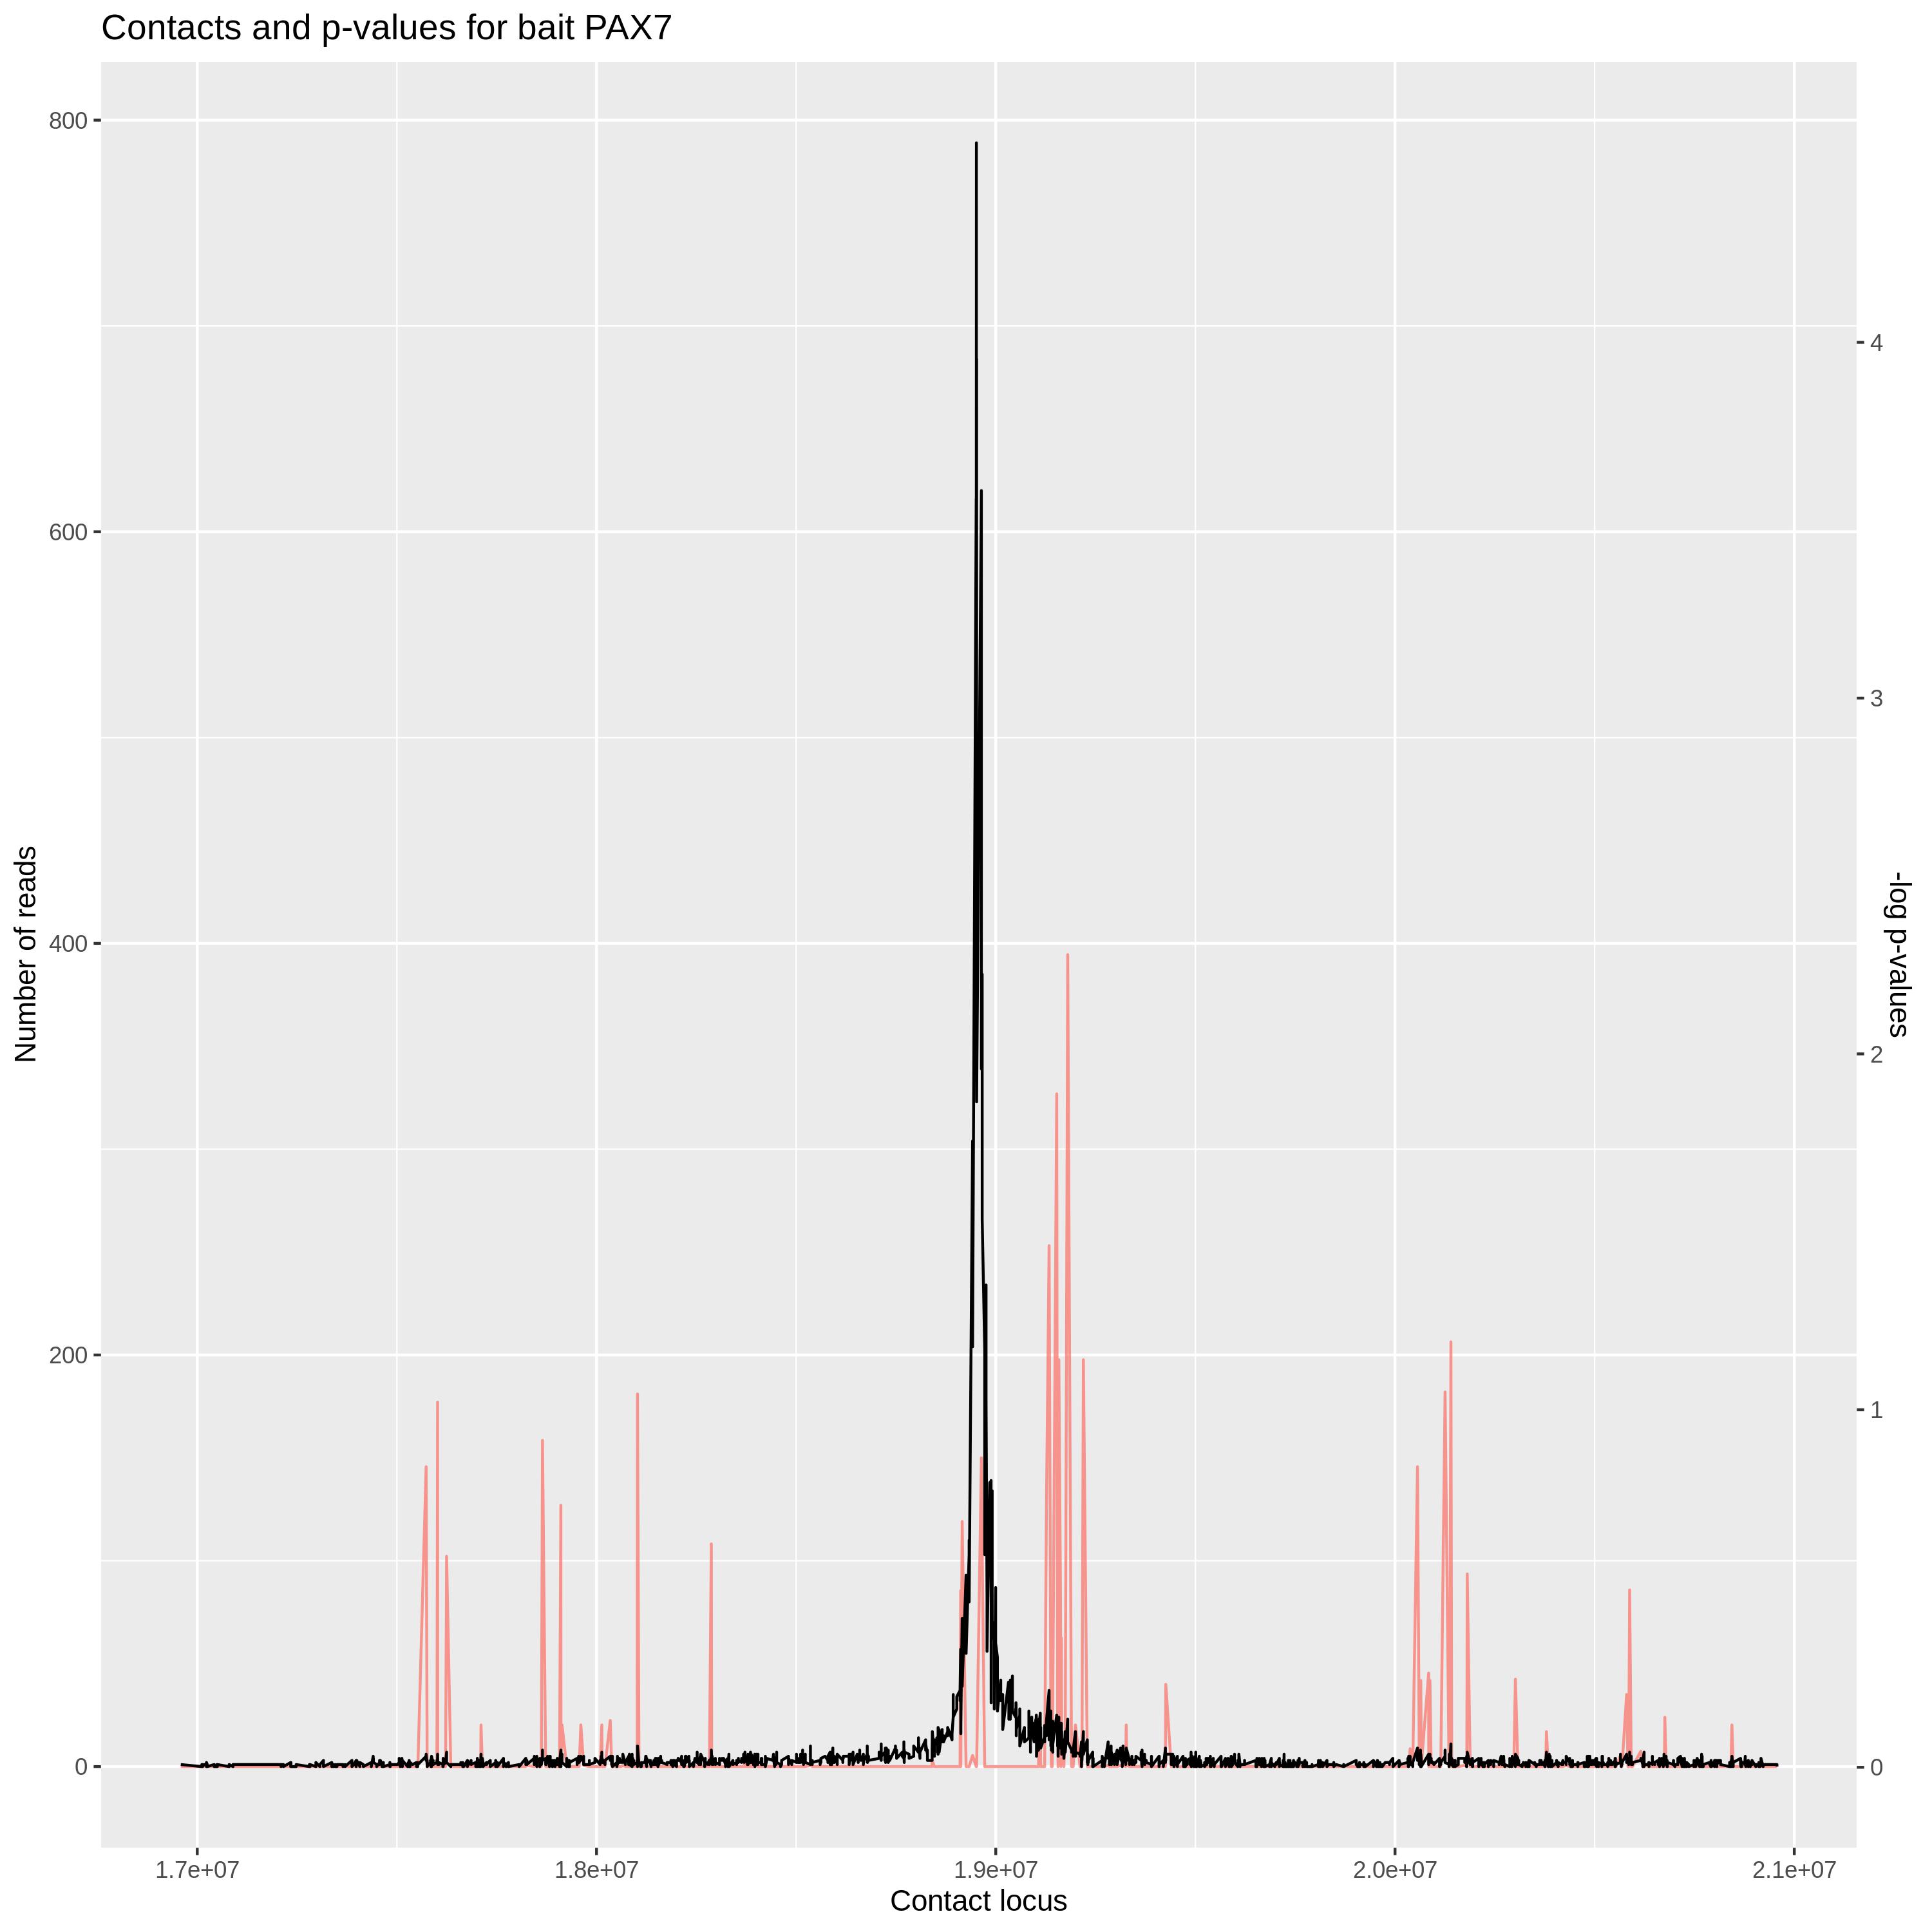 Contacts and p-values for bait PAX7
800
600
400
200
0
Number of reads
4
3
2
1
0
-log p-values
1.7e+07 1.8e+07 1.9e+07 2.0e+07 2.1e+07
Contact locus